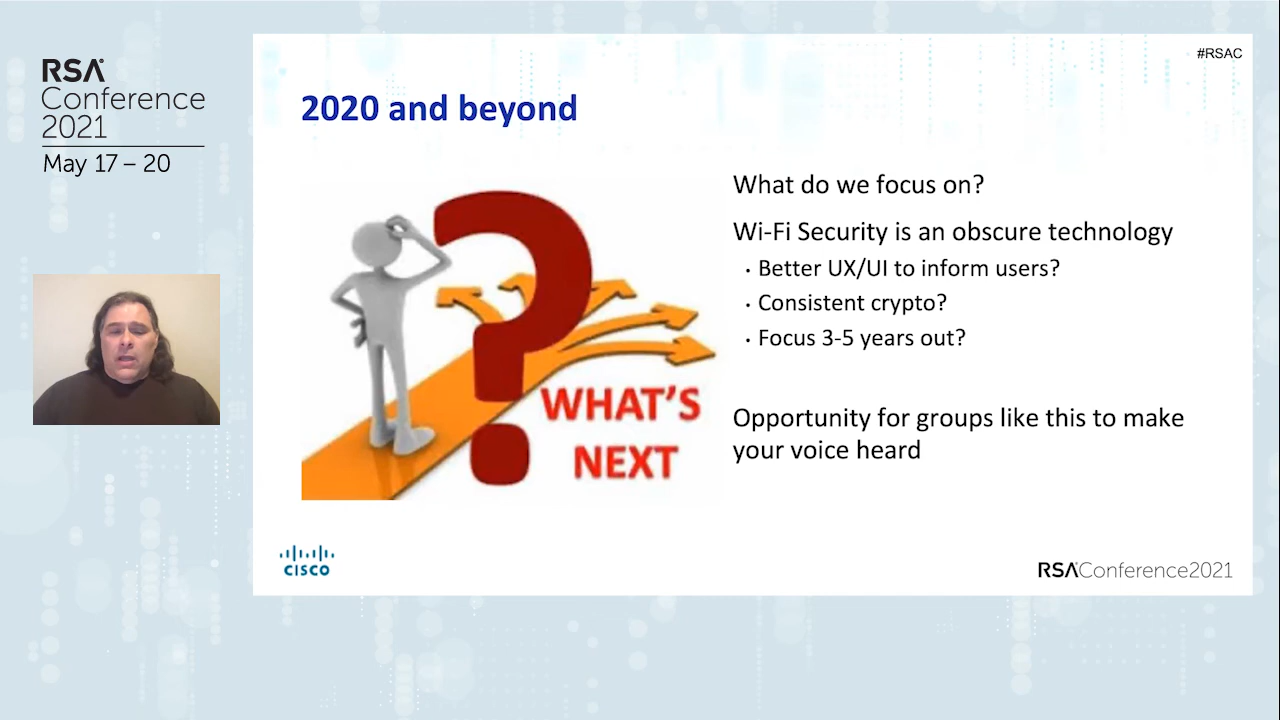 RSA
Conference
2021
May 17 – 20
#RSAC
2020 and beyond
What do we focus on?
Wi-Fi Security is an obscure technology
• Better UX/UI to inform users?
• Consistent crypto?
• Focus 3-5 years out?
Opportunity for groups like this to make
your voice heard
WHAT'S
NEXT
CISCO
RSAConference2021